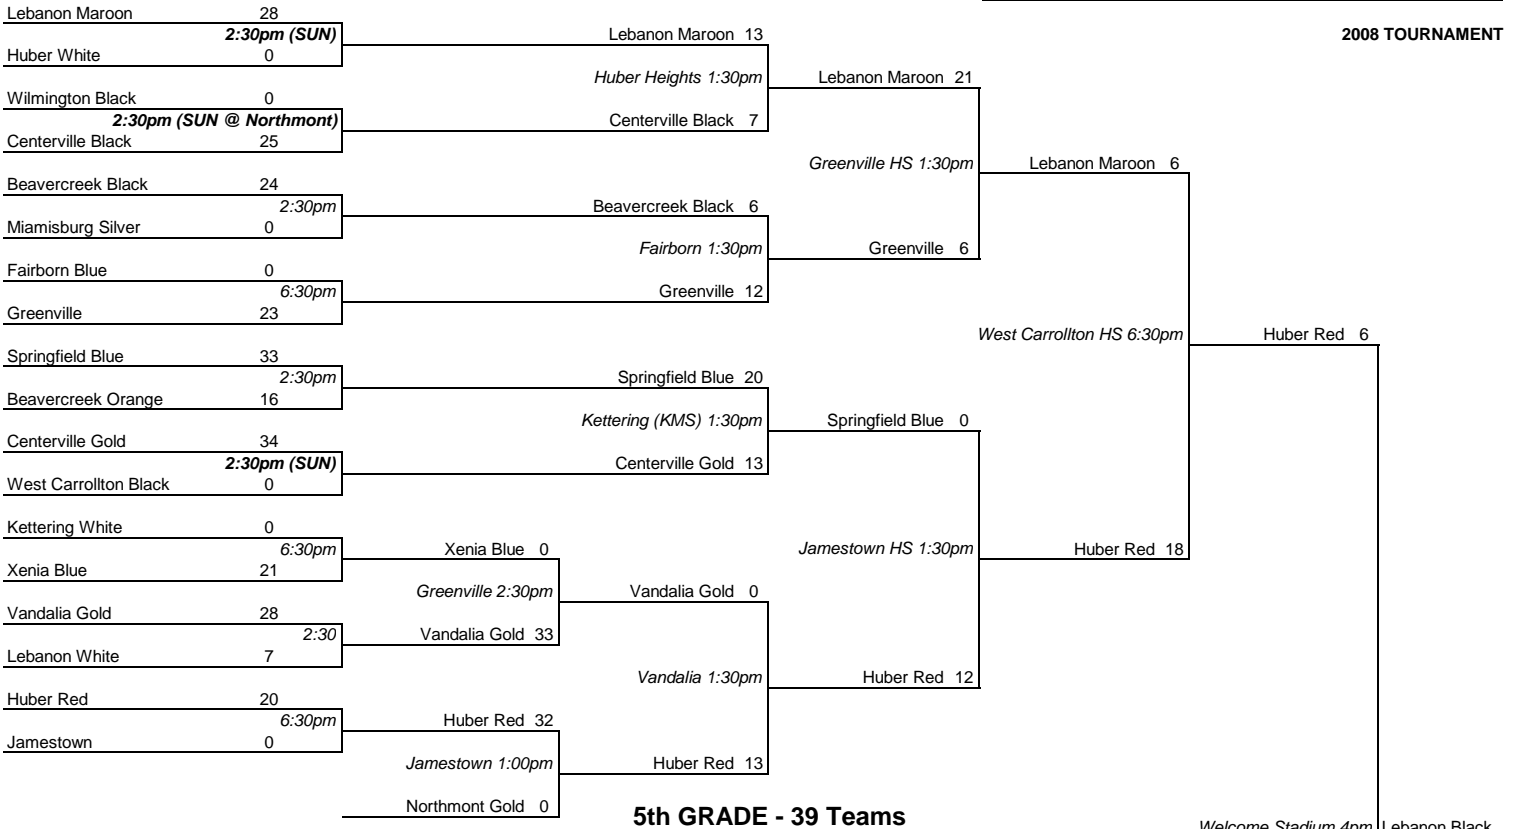 Lebanon Maroon 28
2:30pm (SUN)
Lebanon Maroon 13
2008 TOURNAMENT
Huber White 0
Huber Heights 1:30pm
Lebanon Maroon 21
Wilmington Black 0
2:30pm (SUN @ Northmont)
Centerville Black 7
Centerville Black 25
Greenville HS 1:30pm
Lebanon Maroon 6
Beavercreek Black 24
2:30pm
Beavercreek Black 6
Miamisburg Silver 0
Fairborn 1:30pm
Greenville 6
Fairborn Blue 0
6:30pm
Greenville 12
Greenville 23
West Carrollton HS 6:30pm
Huber Red 6
Springfield Blue 33
2:30pm
Springfield Blue 20
Beavercreek Orange 16
Kettering (KMS) 1:30pm
Springfield Blue 0
Centerville Gold 34
2:30pm (SUN)
Centerville Gold 13
West Carrollton Black 0
Kettering White 0
6:30pm
Xenia Blue 0
Jamestown HS 1:30pm
Huber Red 18
Xenia Blue 21
Greenville 2:30pm
Vandalia Gold 0
Vandalia Gold 28
2:30
Vandalia Gold 33
Lebanon White 7
Vandalia 1:30pm
Huber Red 12
Huber Red 20
6:30pm
Huber Red 32
Jamestown 0
Jamestown 1:00pm
Huber Red 13
Northmont Gold 0
5th GRADE - 39 Teams
Welcome Stadium 4pm
Lebanon Black